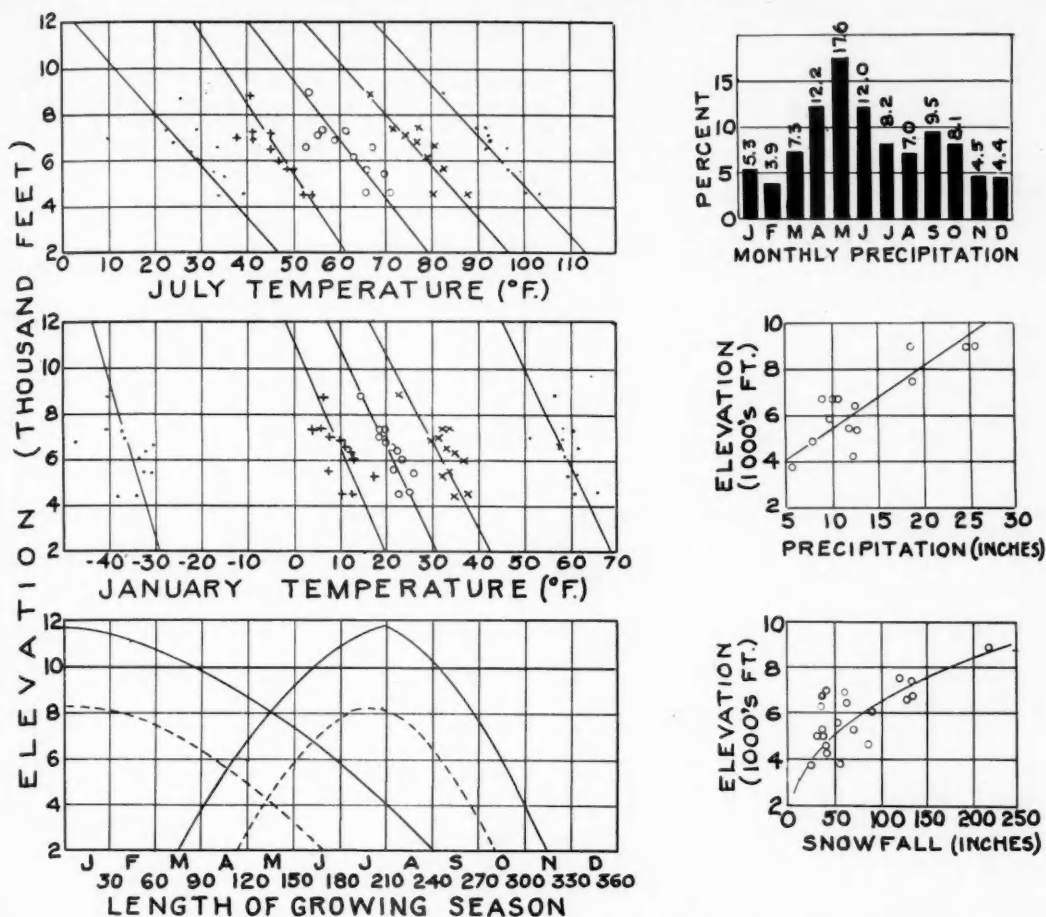 ELEVATION (THOUSAND FEET)
12
10
8
6
4
2
0 10 20 30 40 50 60 70 80 90 100 110
JULY TEMPERATURE (°F.)
12
10
8
6
4
2
-40 -30 -20 -10 0 10 20 30 40 50 60 70
JANUARY TEMPERATURE (°F.)
12
10
8
6
4
2
J F M A M J J A S O N D
30 60 90 120 150 180 210 240 270 300 330 360
LENGTH OF GROWING SEASON
PERCENT
15
10
5
0
5.3 3.9 7.3 12.2 17.6 12.0 8.2 7.0 9.5 8.1 4.5 4.4
J F M A M J J A S O N D
MONTHLY PRECIPITATION
ELEVATION
(1000's FT.)
10
8
6
4
2
5 10 15 20 25 30
PRECIPITATION (INCHES)
ELEVATION
(1000's FT.)
10
8
6
4
2
0 50 100 150 200 250
SNOWFALL (INCHES)